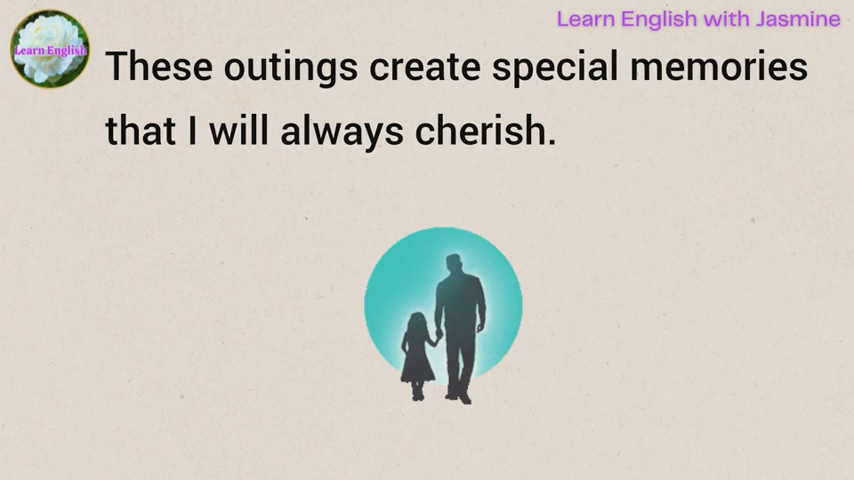 Learn English with Jasmine
Learn English
These outings create special memories
that I will always cherish.